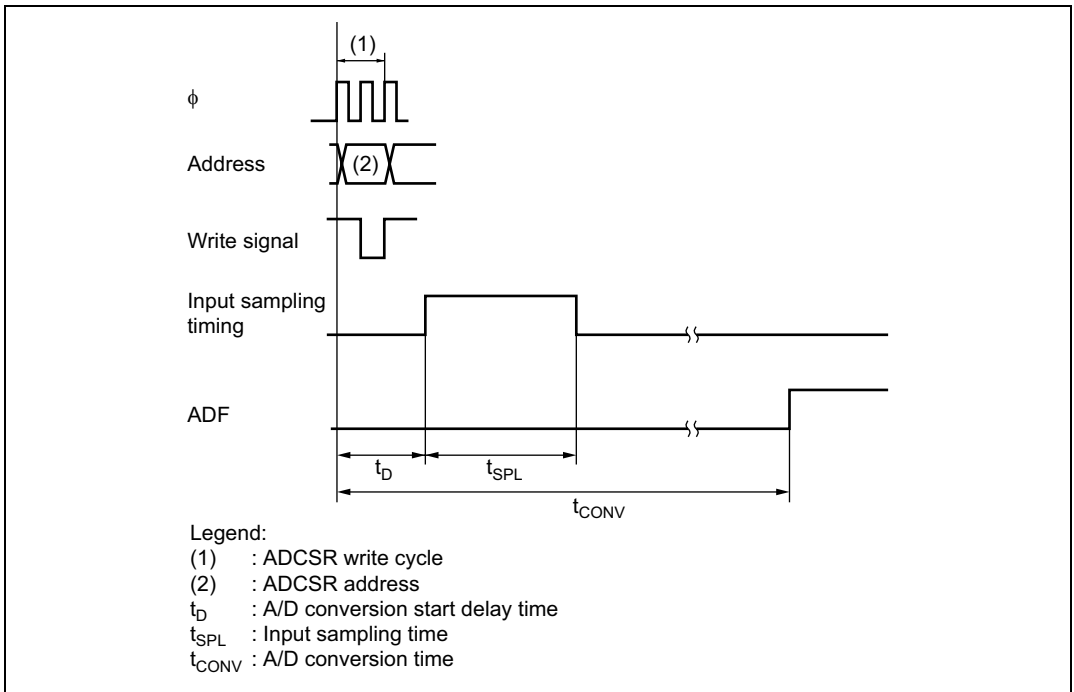 (1)
ϕ
Address
(2)
Write signal
Input sampling
timing
ADF
tD
tSPL
tCONV
Legend:
(1) : ADCSR write cycle
(2) : ADCSR address
tD : A/D conversion start delay time
tSPL : Input sampling time
tCONV : A/D conversion time